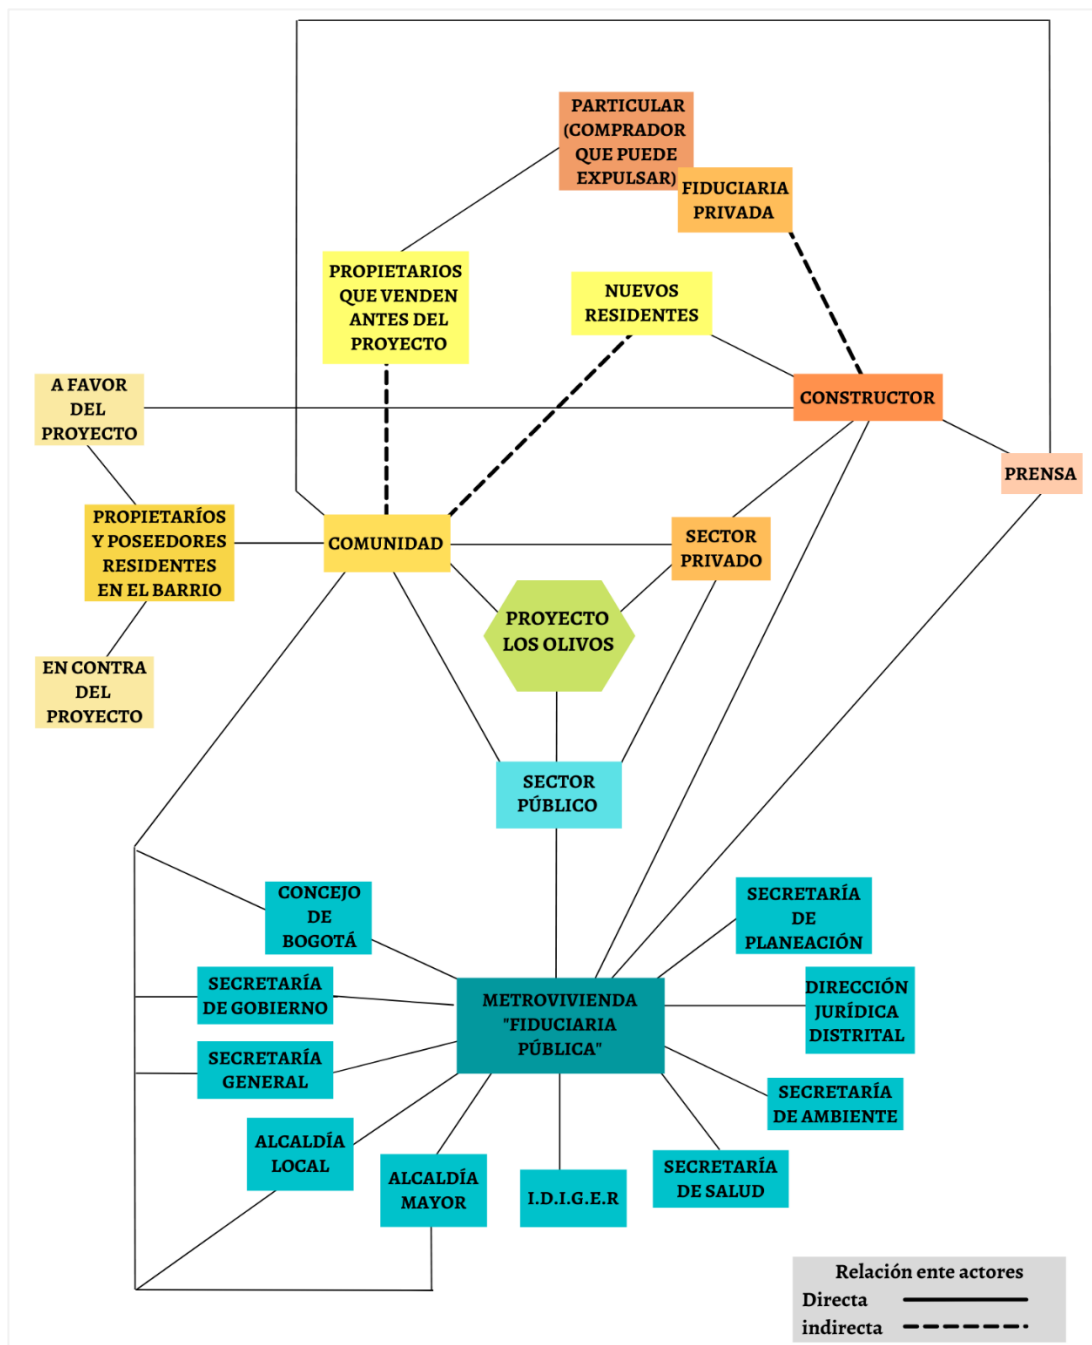 PARTICULAR
(COMPRADOR
QUE PUEDE
EXPULSAR)
FIDUCIARIA
PRIVADA
PROPIETARIOS
QUE VENDEN
ANTES DEL
PROYECTO
NUEVOS
RESIDENTES
A FAVOR
DEL
PROYECTO
CONSTRUCTOR
PRENSA
PROPIETARÍOS
Y POSEEDORES
RESIDENTES
EN EL BARRIO
COMUNIDAD
SECTOR
PRIVADO
PROYECTO
LOS OLIVOS
EN CONTRA
DEL
PROYECTO
SECTOR
PÚBLICO
CONCEJO
DE
BOGOTÁ
SECRETARÍA
DE
PLANEACIÓN
SECRETARÍA
DE GOBIERNO
METROVIVIENDA
"FIDUCIARIA
PÚBLICA"
DIRECCIÓN
JURÍDICA
DISTRITAL
SECRETARÍA
GENERAL
SECRETARÍA
DE AMBIENTE
ALCALDÍA
LOCAL
ALCALDÍA
MAYOR
I.D.I.G.E.R
SECRETARÍA
DE SALUD
Relación ente actores
Directa
indirecta